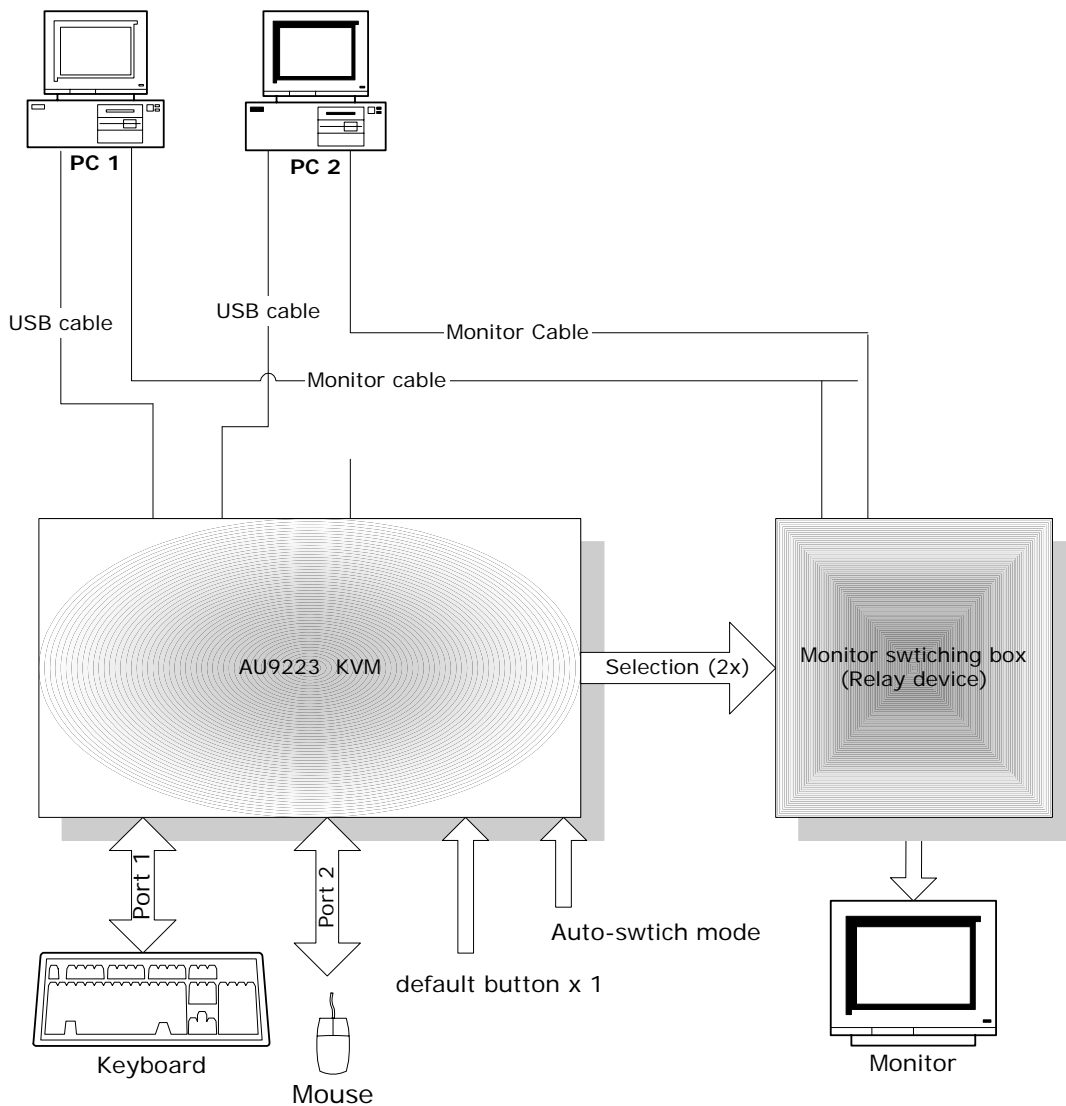 PC 1
PC 2
USB cable
USB cable
Monitor Cable
Monitor cable
AU9223 KVM
Selection (2x)
Monitor swtiching box
(Relay device)
Port 1
Port 2
Auto-swtich mode
default button x 1
Keyboard
Mouse
Monitor